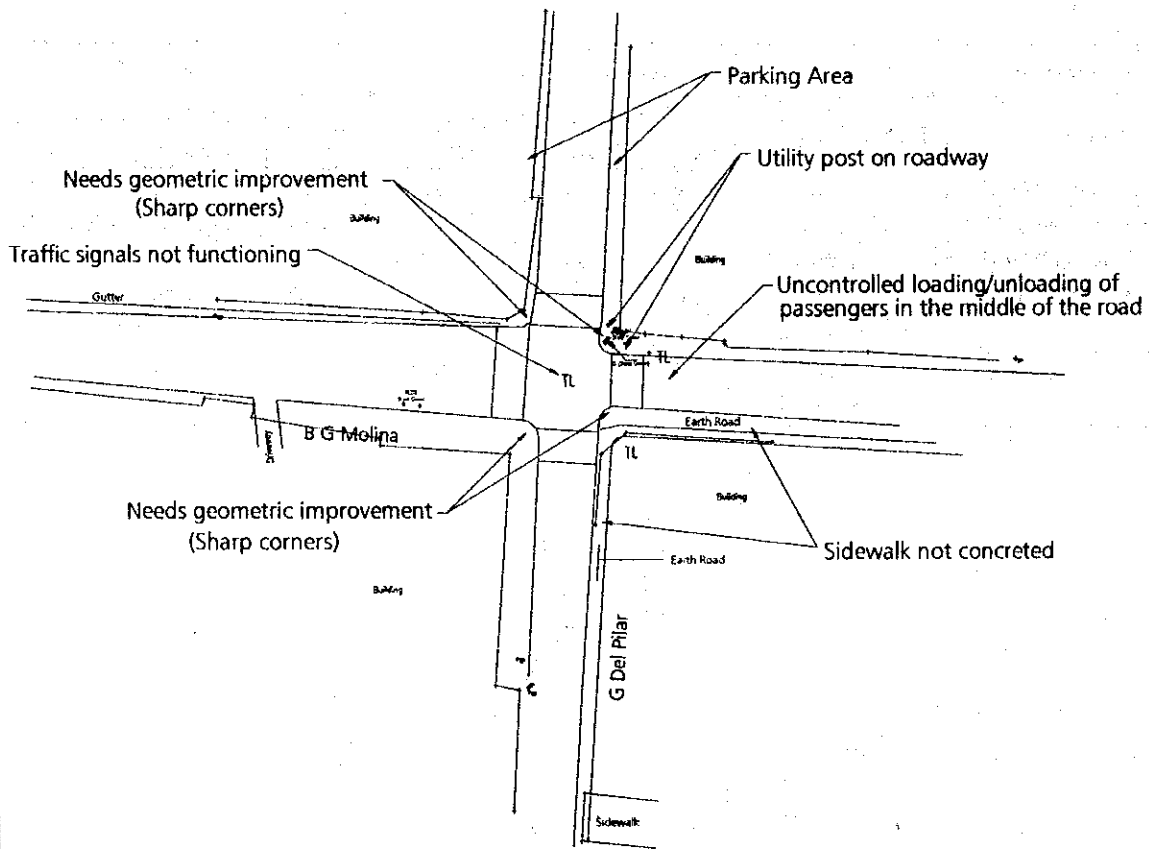 Parking Area
Utility post on roadway
Needs geometric improvement
(Sharp corners)
Building
Traffic signals not functioning
Building
Uncontrolled loading/unloading of
passengers in the middle of the road
Gutter
TL
TL
B G Molina
Driveway
Earth Road
TL
Needs geometric improvement
(Sharp corners)
Building
Sidewalk not concreted
Earth Road
Building
G Del Pilar
Sidewalk